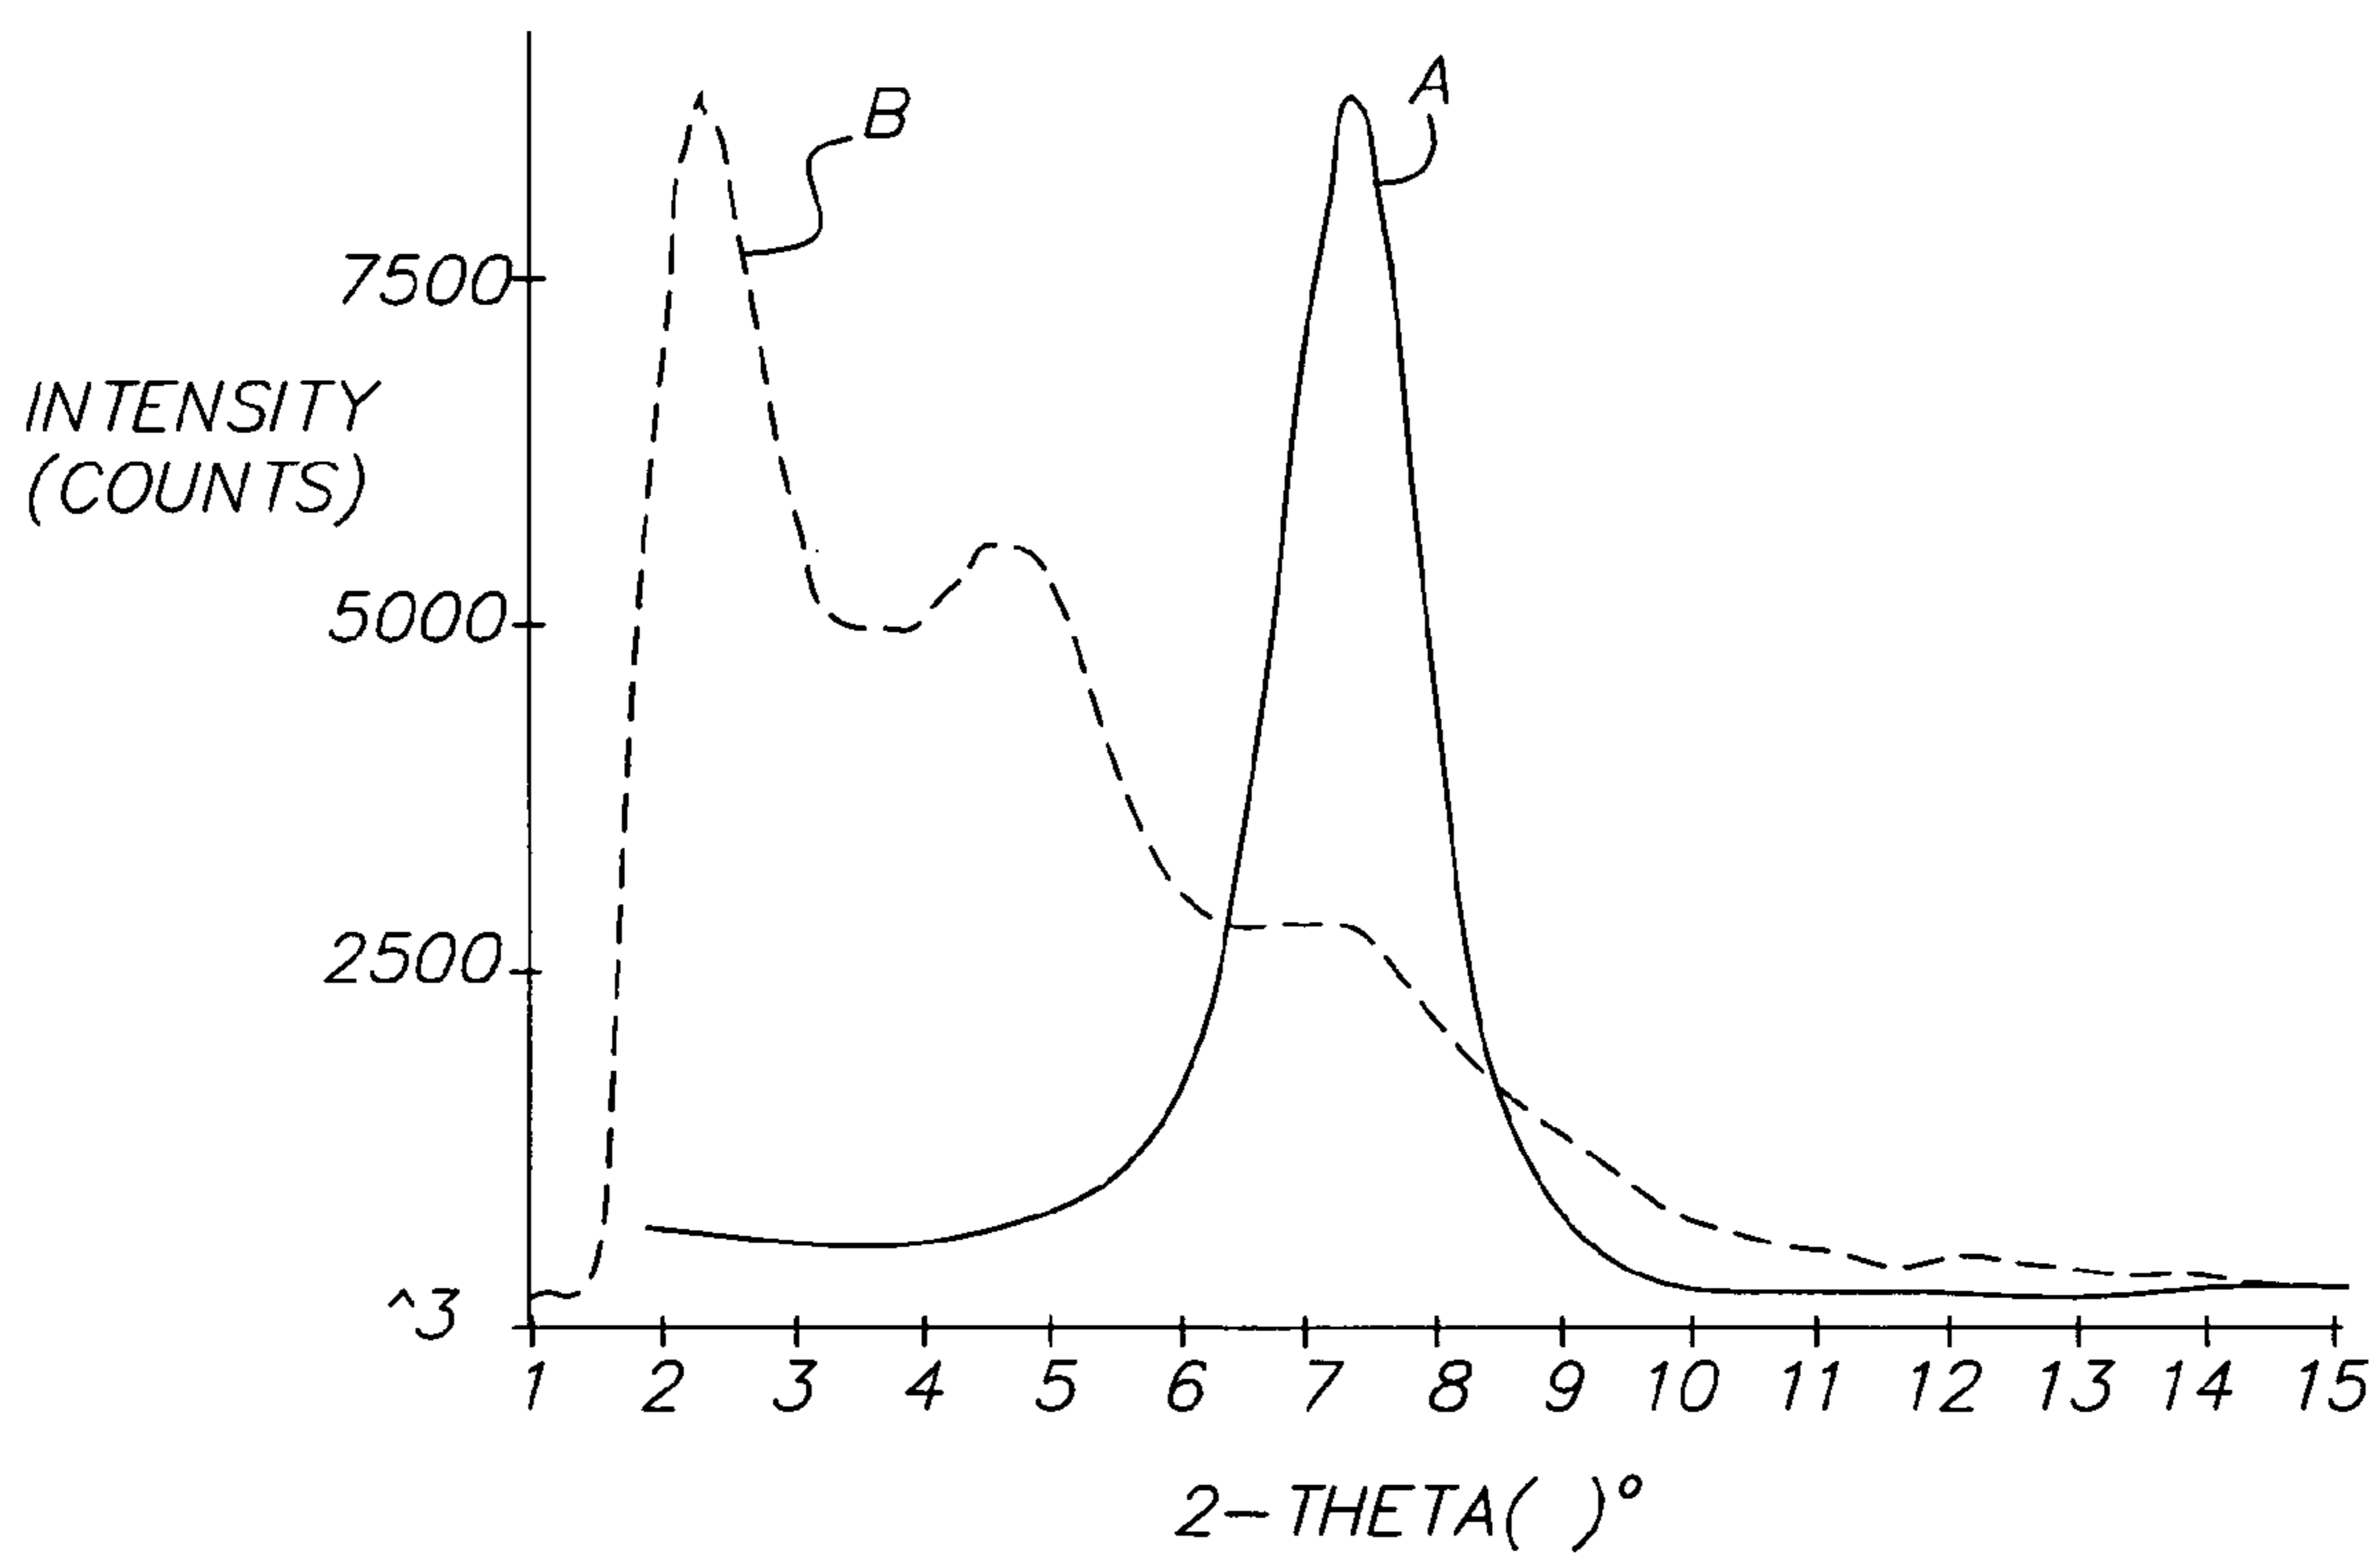 B
A
7500
INTENSITY
(COUNTS)
5000
2500
^3
1 2 3 4 5 6 7 8 9 10 11 12 13 14 15
2-THETA( )°